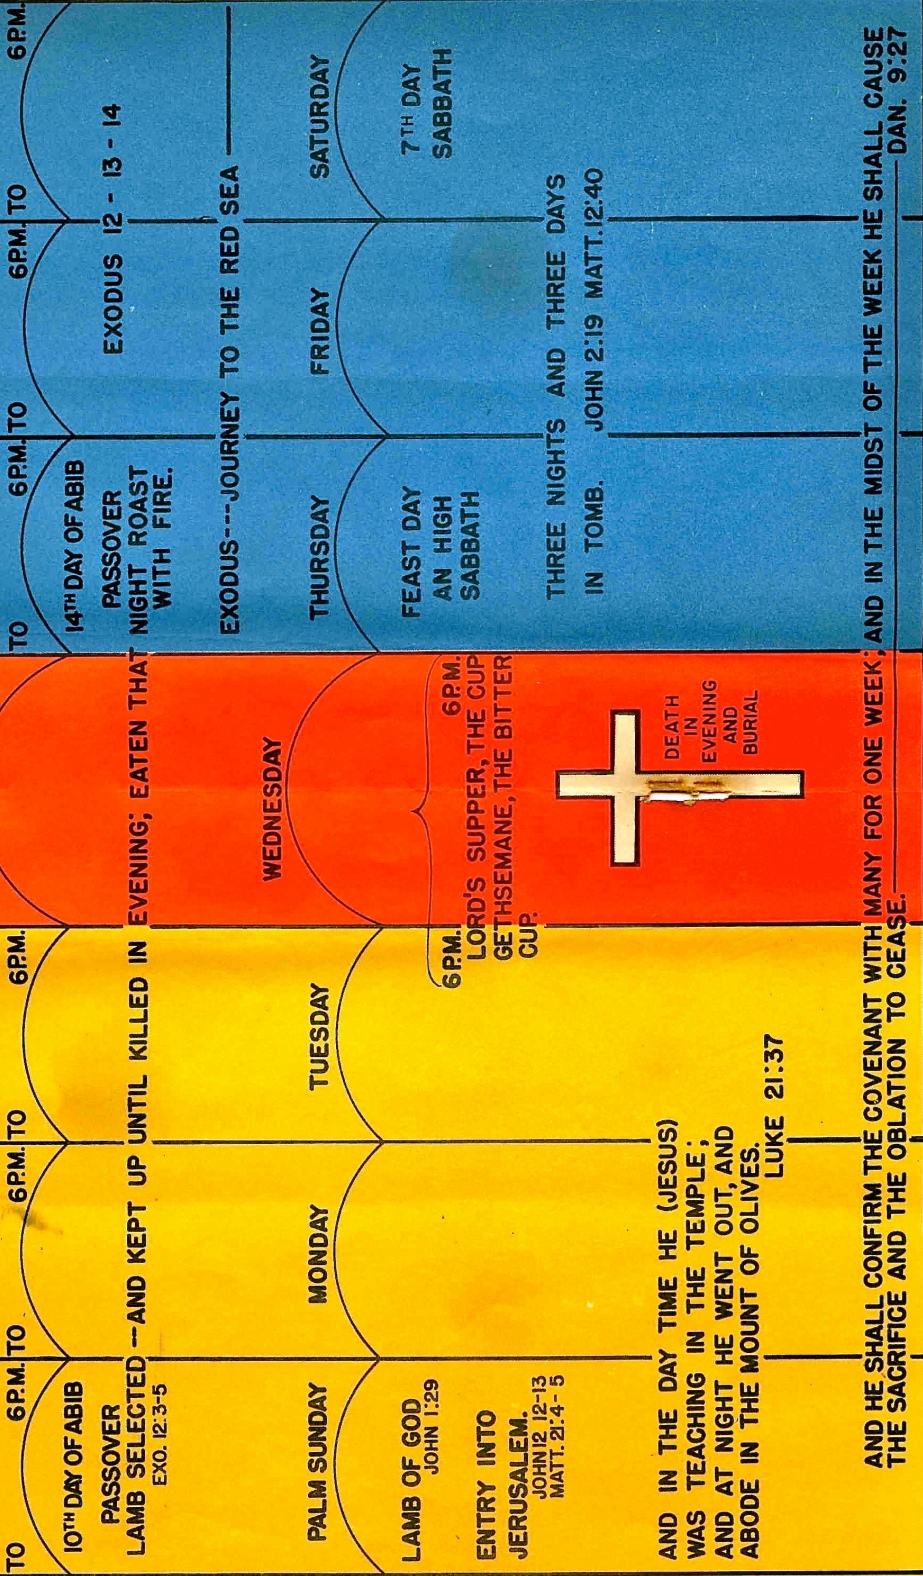 TO 6P.M. TO 6P.M. TO 6P.M. TO 6P.M. TO 6P.M. TO 6P.M.
10TH DAY OF ABIB
14TH DAY OF ABIB
PASSOVER
PASSOVER
EXODUS 12 - 13 - 14
LAMB SELECTED—AND KEPT UP UNTIL KILLED IN EVENING; EATEN THAT NIGHT ROAST
EXO. 12:3-5
WITH FIRE.
EXODUS---JOURNEY TO THE RED SEA
PALM SUNDAY
MONDAY
TUESDAY
WEDNESDAY
THURSDAY
FRIDAY
SATURDAY
LAMB OF GOD
JOHN 1:29
ENTRY INTO
JERUSALEM.
JOHN 12 12-13
MATT. 21:4-5
6P.M. 6P.M.
LORD'S SUPPER, THE CUP
GETHSEMANE, THE BITTER
CUP.
FEAST DAY
AN HIGH
SABBATH
7TH DAY
SABBATH
THREE NIGHTS AND THREE DAYS
IN TOMB. JOHN 2:19 MATT.12:40
DEATH
IN
EVENING
AND
BURIAL
AND IN THE DAY TIME HE (JESUS)
WAS TEACHING IN THE TEMPLE;
AND AT NIGHT HE WENT OUT, AND
ABODE IN THE MOUNT OF OLIVES.
LUKE 21:37
AND HE SHALL CONFIRM THE COVENANT WITH MANY FOR ONE WEEK; AND IN THE MIDST OF THE WEEK HE SHALL CAUSE
THE SACRIFICE AND THE OBLATION TO CEASE.—DAN. 9:27